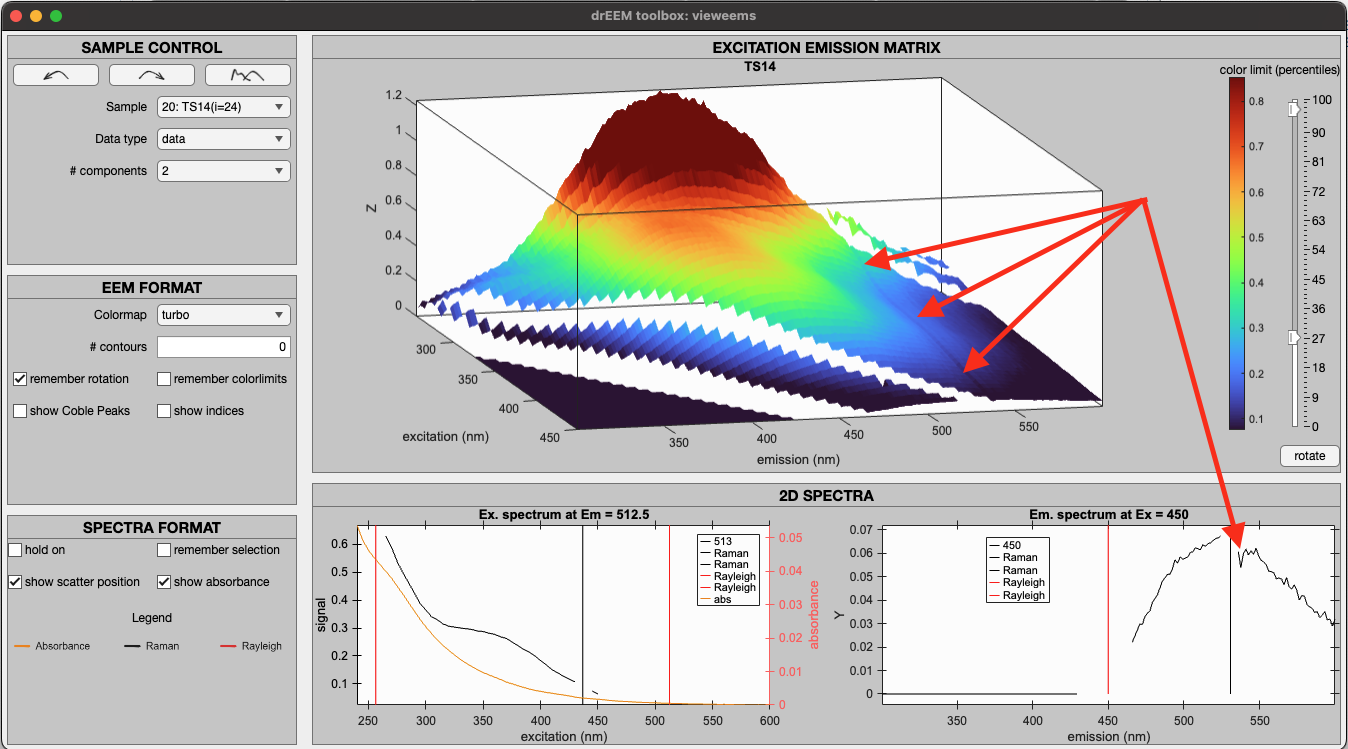 drEEM toolbox: vieweems
SAMPLE CONTROL
Sample 20: TS14(i=24)
Data type data
# components 2
EEM FORMAT
Colormap turbo
# contours 0
remember rotation remember colorlimits
show Coble Peaks show indices
SPECTRA FORMAT
hold on remember selection
show scatter position show absorbance
Legend
Absorbance Raman Rayleigh
EXCITATION EMISSION MATRIX
TS14
color limit (percentiles)
1.2
1
0.8
0.6
0.4
0.2
0
Z
300
350
400
450
excitation (nm)
350 400 450 500 550
emission (nm)
0.8
0.7
0.6
0.5
0.4
0.3
0.2
0.1
100
90
81
72
63
54
45
36
27
18
9
0
rotate
2D SPECTRA
Ex. spectrum at Em = 512.5
0.6
0.5
0.4
0.3
0.2
0.1
signal
513
Raman
Raman
Rayleigh
Rayleigh
abs
0.05
0.04
0.03
0.02
0.01
0
absorbance
250 300 350 400 450 500 550 600
excitation (nm)
Em. spectrum at Ex = 450
0.07
0.06
0.05
0.04
0.03
0.02
0.01
0
Y
450
Raman
Raman
Rayleigh
Rayleigh
350 400 450 500 550
emission (nm)